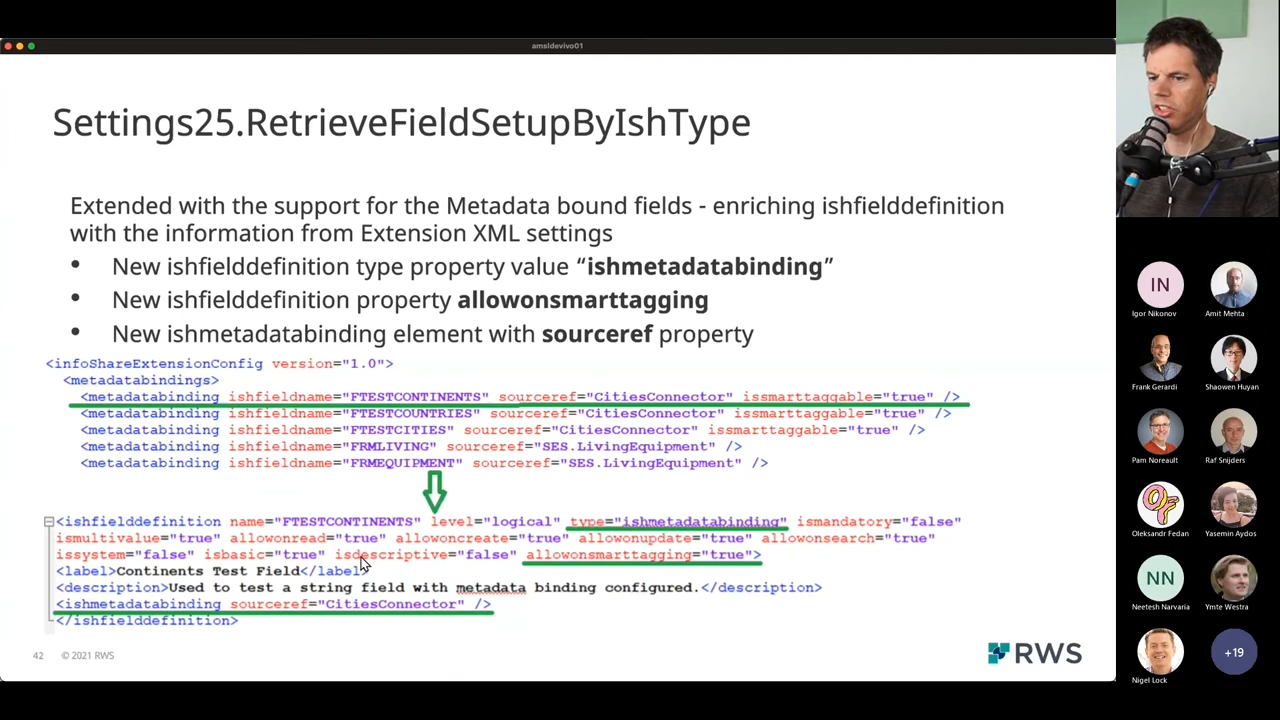 amsldevivo01
Settings25.RetrieveFieldSetupByIshType
Extended with the support for the Metadata bound fields - enriching ishfielddefinition
with the information from Extension XML settings
• New ishfielddefinition type property value “ishmetadatabinding”
• New ishfielddefinition property allowonsmarttagging
• New ishmetadatabinding element with sourceref property
<infoShareExtensionConfig version="1.0">
<metadatabindings>
<metadatabinding ishfieldname="FTESTCONTINENTS" sourceref="CitiesConnector" issmarttaggable="true" />
<metadatabinding ishfieldname="FTESTCOUNTRIES" sourceref="CitiesConnector" issmarttaggable="true" />
<metadatabinding ishfieldname="FTESTCITIES" sourceref="CitiesConnector" issmarttaggable="true" />
<metadatabinding ishfieldname="FRMLIVING" sourceref="SES.LivingEquipment" />
<metadatabinding ishfieldname="FRMEQUIPMENT" sourceref="SES.LivingEquipment" />
<ishfielddefinition name="FTESTCONTINENTS" level="logical" type="ishmetadatabinding" ismandatory="false"
ismultivalue="true" allowonread="true" allowoncreate="true" allowonupdate="true" allowonsearch="true"
issystem="false" isbasic="true" isdescriptive="false" allowonsmarttagging="true">
<label>Continents Test Field</label>
<description>Used to test a string field with metadata binding configured.</description>
<ishmetadatabinding sourceref="CitiesConnector" />
</ishfielddefinition>
42 © 2021 RWS
RWS
IN
Igor Nikonov
Amit Mehta
Frank Gerardi
Shaowen Huyan
Pam Noreault
Raf Snijders
Oleksandr Fedan
Yasemin Aydos
NN
Neetesh Narvaria
Ymte Westra
Nigel Lock
+19